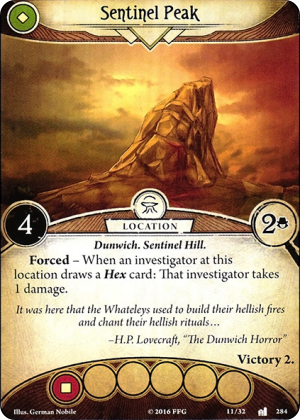 Sentinel Peak
4
LOCATION
2
Dunwich. Sentinel Hill.
Forced – When an investigator at this
location draws a Hex card: That investigator takes
1 damage.
It was here that the Whateleys used to build their hellish fires
and chant their hellish rituals…
–H.P. Lovecraft, “The Dunwich Horror”
Victory 2.
Illus. German Nobile
© 2016 FFG
11/32
284